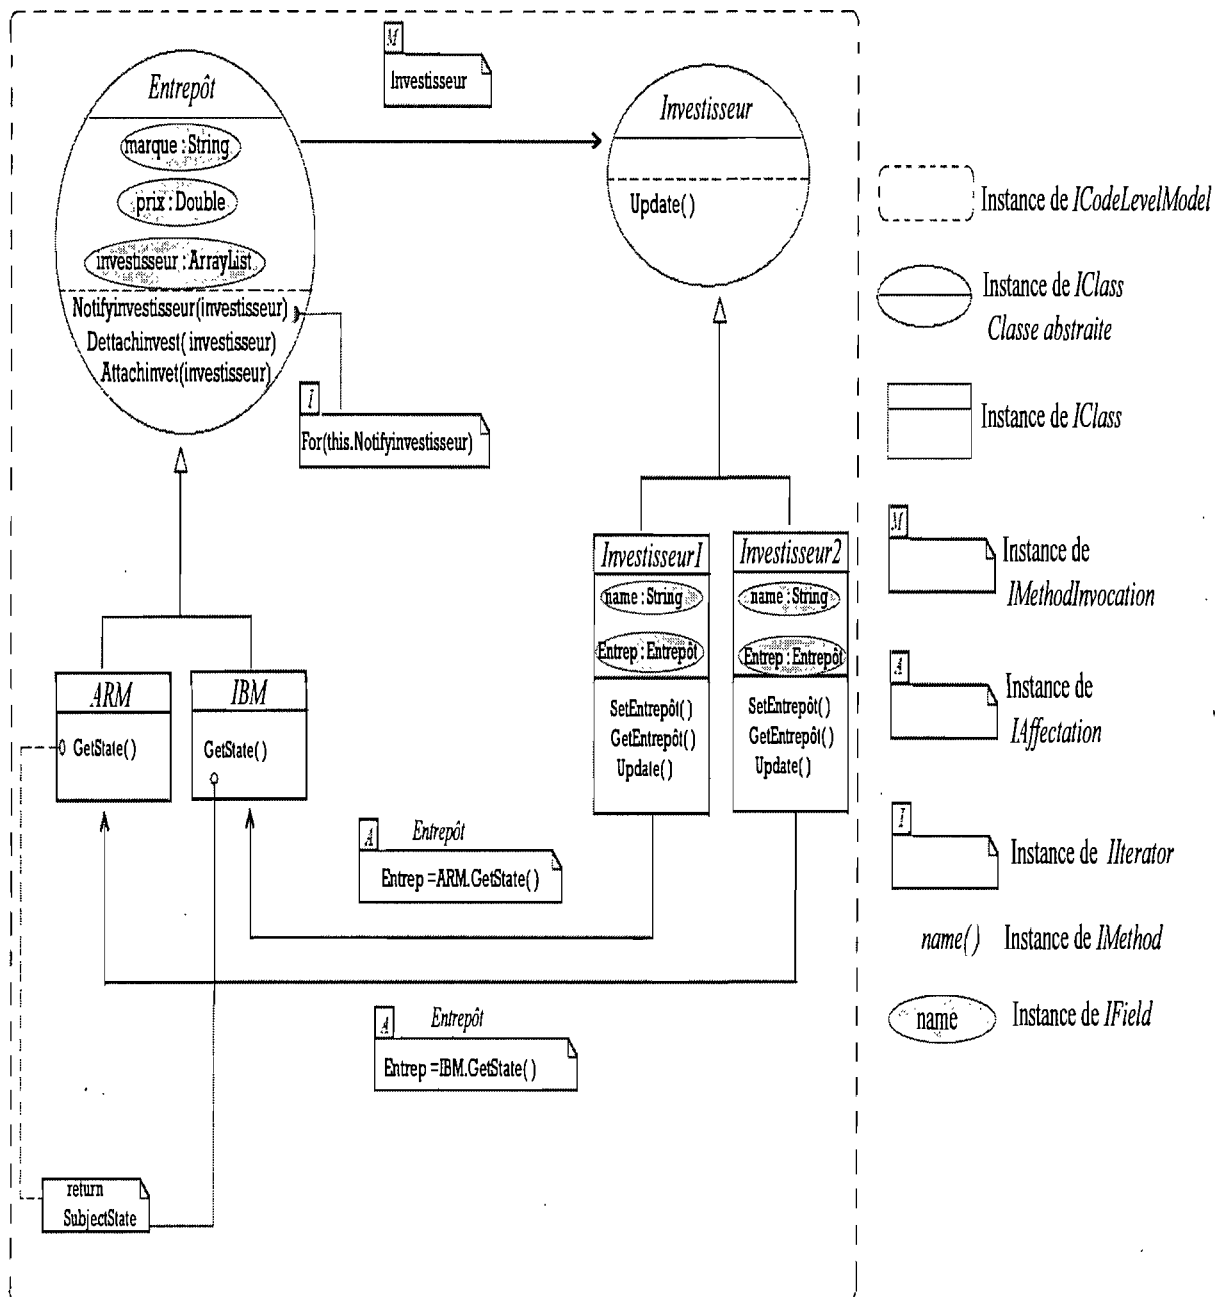 M
Investisseur
Entrepôt
marque : String
prix : Double
investisseur : ArrayList
Notifyinvestisseur(investisseur)
Dettachinvest( investisseur)
Attachinvet(investisseur)
Investisseur
Update( )
I
For(this.Notifyinvestisseur)
Investisseur1
name : String
Entrep : Entrepôt
SetEntrepôt( )
GetEntrepôt( )
Update( )
Investisseur2
name : String
Entrep : Entrepôt
SetEntrepôt( )
GetEntrepôt( )
Update( )
ARM
GetState( )
IBM
GetState( )
A
Entrepôt
Entrep =ARM.GetState( )
A
Entrepôt
Entrep =IBM.GetState( )
return
SubjectState
Instance de ICodeLevelModel
Instance de IClass
Classe abstraite
Instance de IClass
M
Instance de
IMethodInvocation
A
Instance de
IAffectation
I
Instance de IIterator
name() Instance de IMethod
name Instance de IField